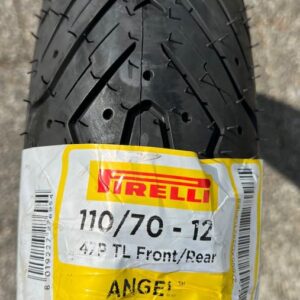 PIRELLI
110/70 - 12
47P TL Front/Rear
ANGEL